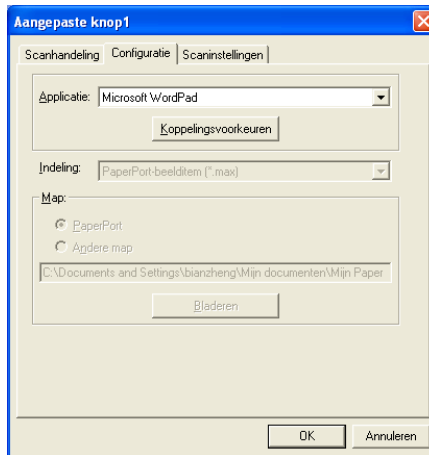 Aangepaste knop1
Scanhandeling Configuratie Scaninstellingen
Applicatie: Microsoft WordPad
Koppelingsvoorkeuren
Indeling: PaperPort-beelditem (*.max)
Map:
PaperPort
Andere map
C:\Documents and Settings\bianzheng\Mijn documenten\Mijn Paper
Bladeren
OK Annuleren